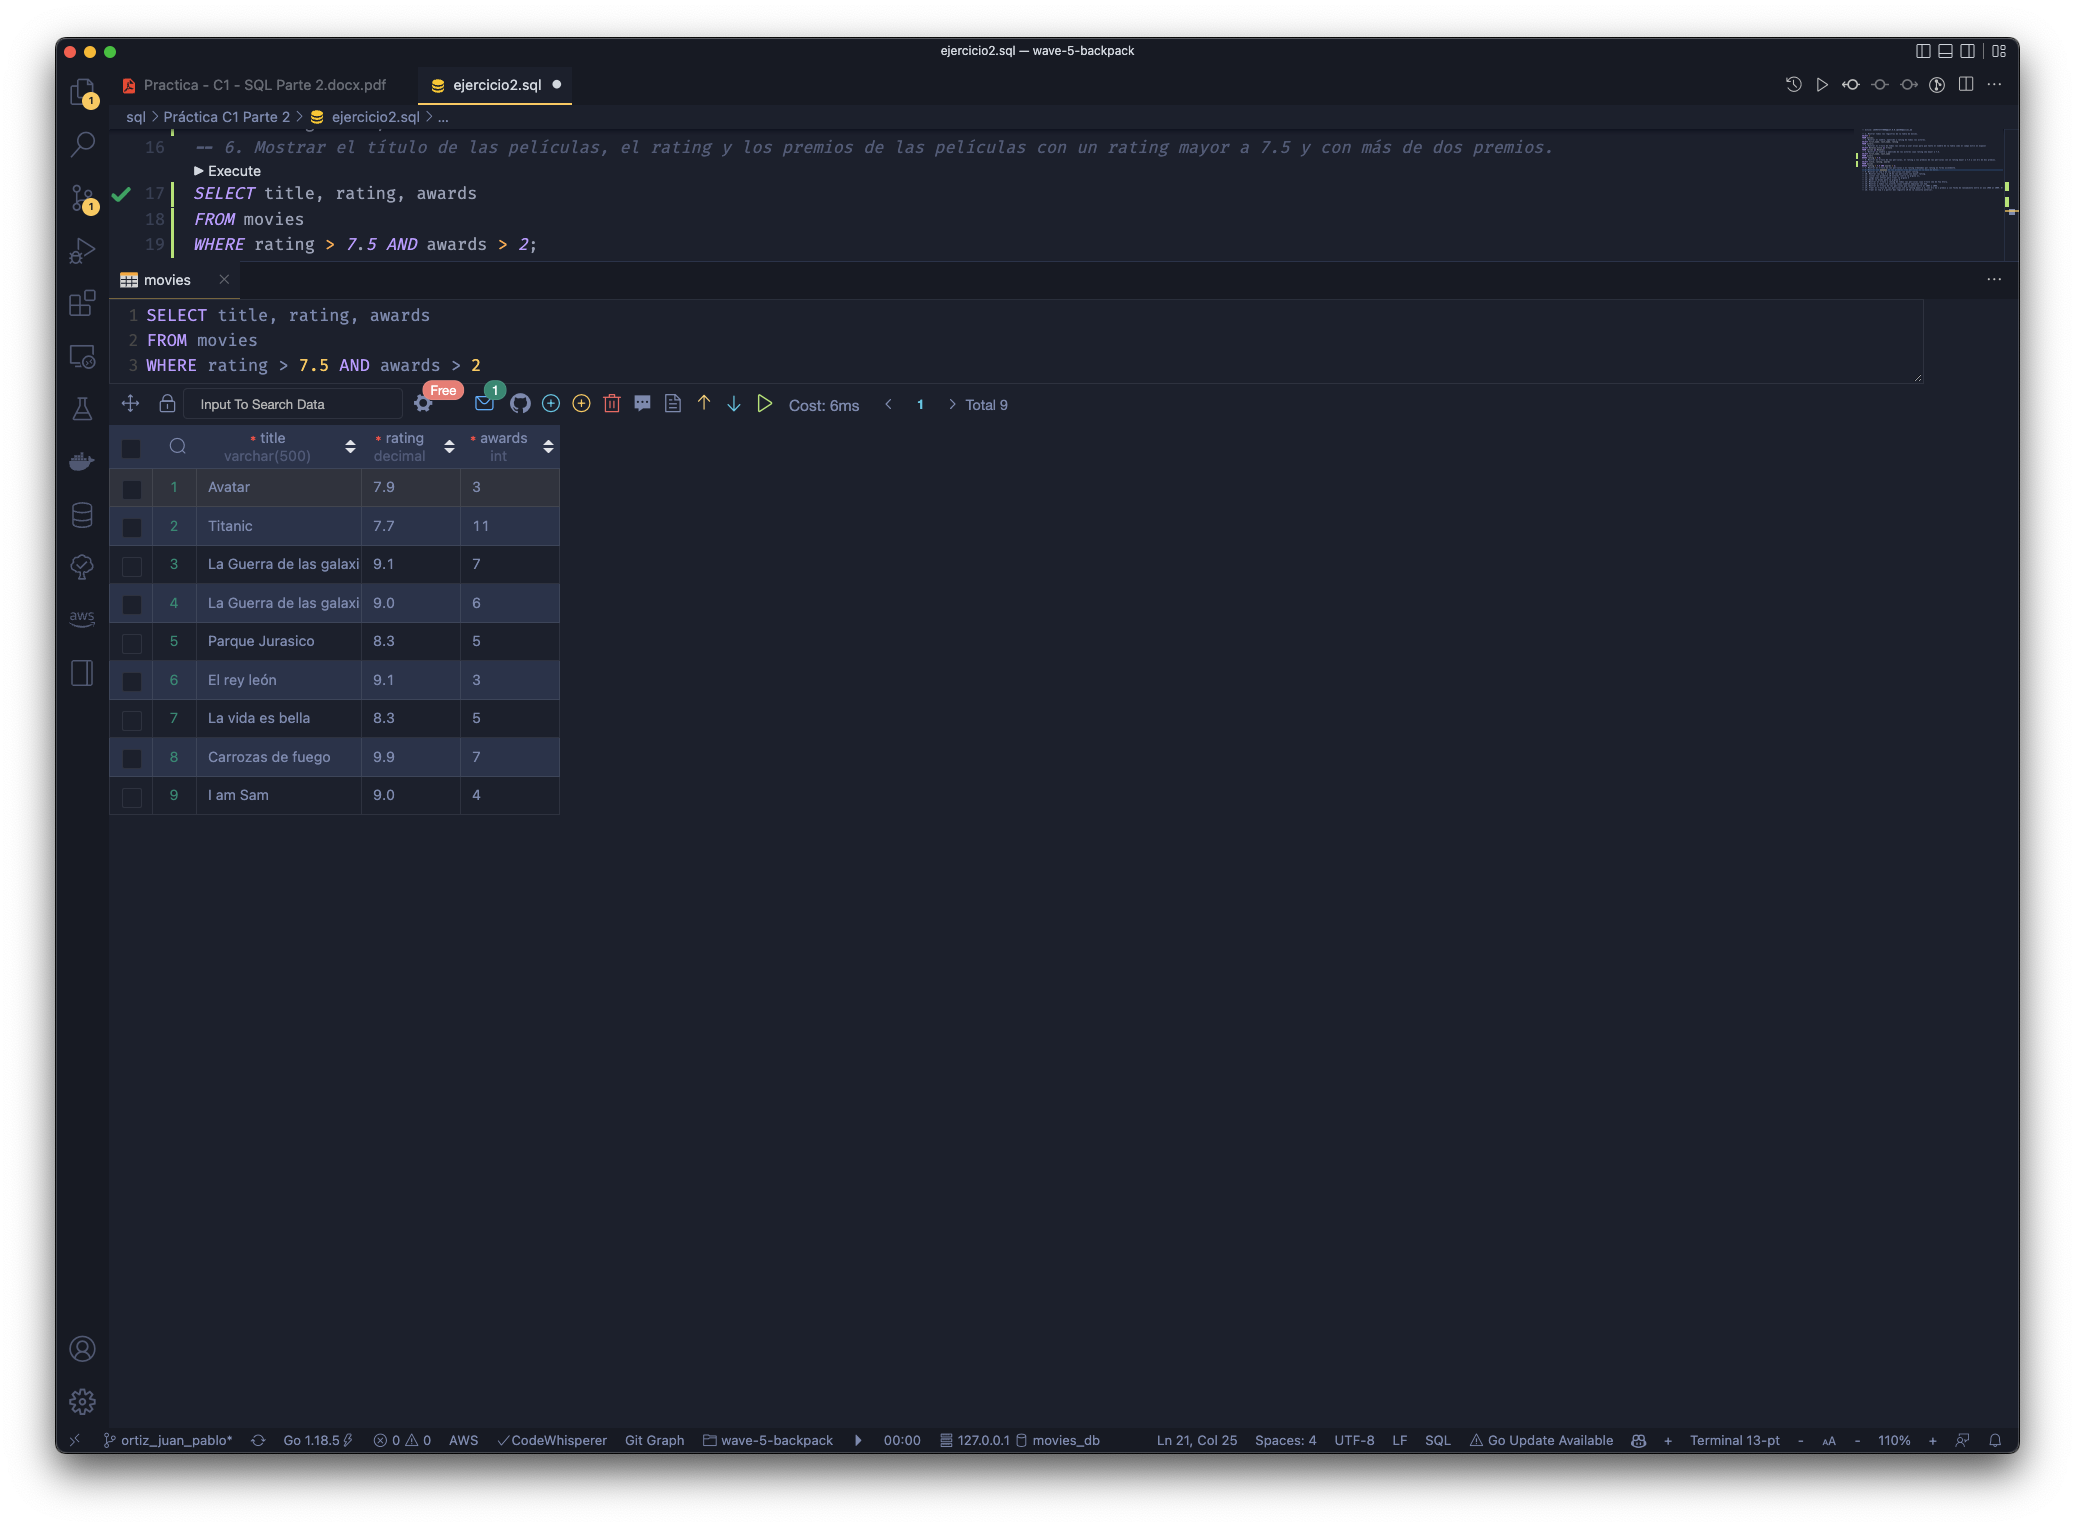 ejercicio2.sql — wave-5-backpack
Practica - C1 - SQL Parte 2.docx.pdf
ejercicio2.sql
sql > Práctica C1 Parte 2 > ejercicio2.sql > ...
16 -- 6. Mostrar el título de las películas, el rating y los premios de las películas con un rating mayor a 7.5 y con más de dos premios.
Execute
17 SELECT title, rating, awards
18 FROM movies
19 WHERE rating > 7.5 AND awards > 2;
1
1
aws
movies
1 SELECT title, rating, awards
2 FROM movies
3 WHERE rating > 7.5 AND awards > 2
Input To Search Data Free 1 Cost: 6ms 1 Total 9
* title * rating * awards
varchar(500) decimal int
1 Avatar 7.9 3
2 Titanic 7.7 11
3 La Guerra de las galaxi 9.1 7
4 La Guerra de las galaxi 9.0 6
5 Parque Jurasico 8.3 5
6 El rey león 9.1 3
7 La vida es bella 8.3 5
8 Carrozas de fuego 9.9 7
9 I am Sam 9.0 4
ortiz_juan_pablo* Go 1.18.5 0 0 AWS CodeWhisperer Git Graph wave-5-backpack 00:00 127.0.0.1 movies_db Ln 21, Col 25 Spaces: 4 UTF-8 LF SQL Go Update Available + Terminal 13-pt - AA - 110% +